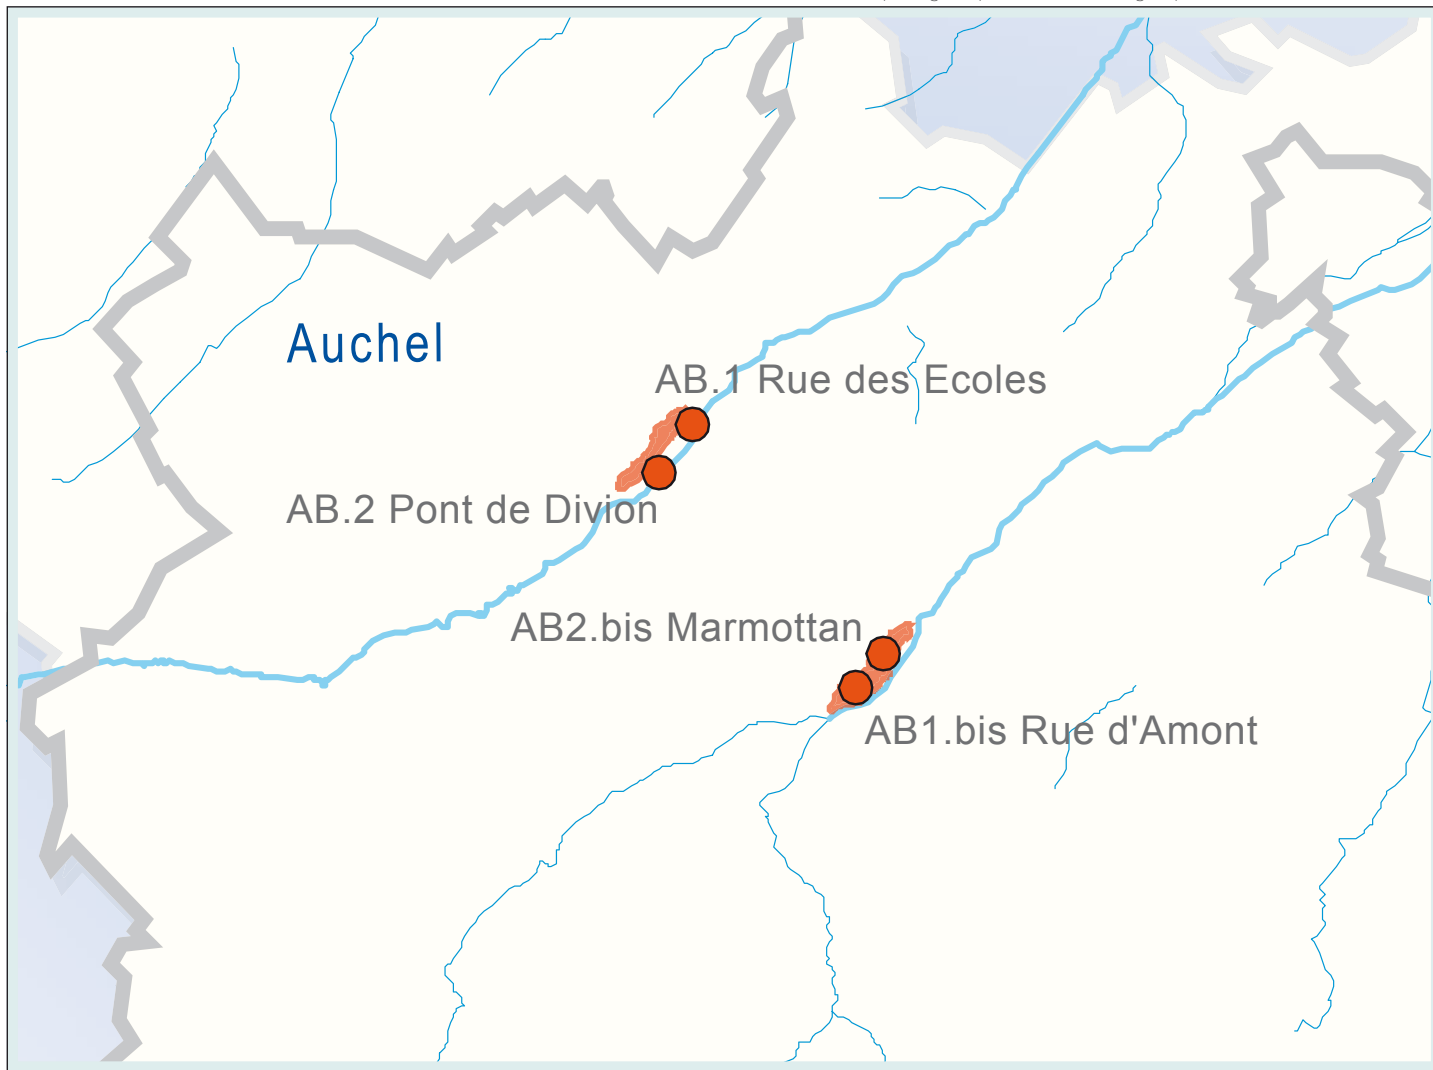 Auchel
AB.1 Rue des Ecoles
AB.2 Pont de Divion
AB2.bis Marmottan
AB1.bis Rue d'Amont